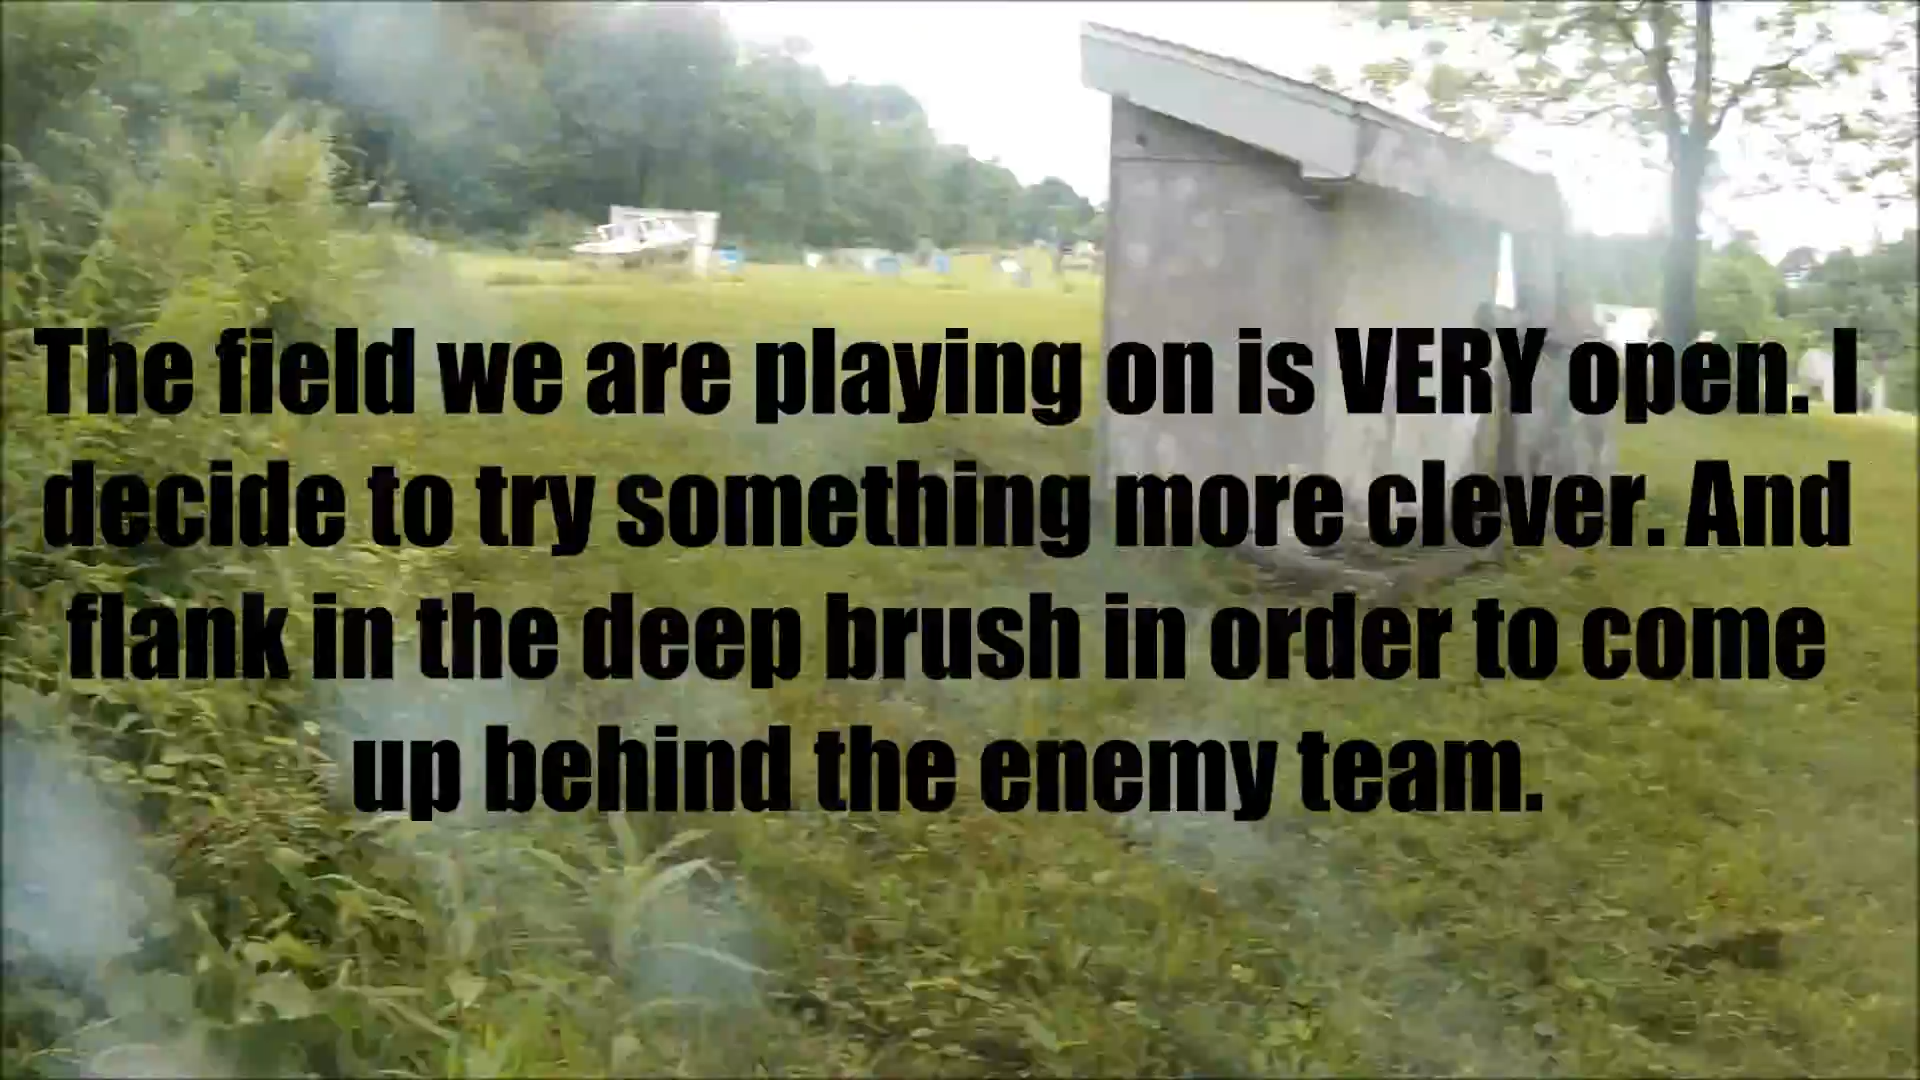 The field we are playing on is VERY open. I
decide to try something more clever. And
flank in the deep brush in order to come
up behind the enemy team.